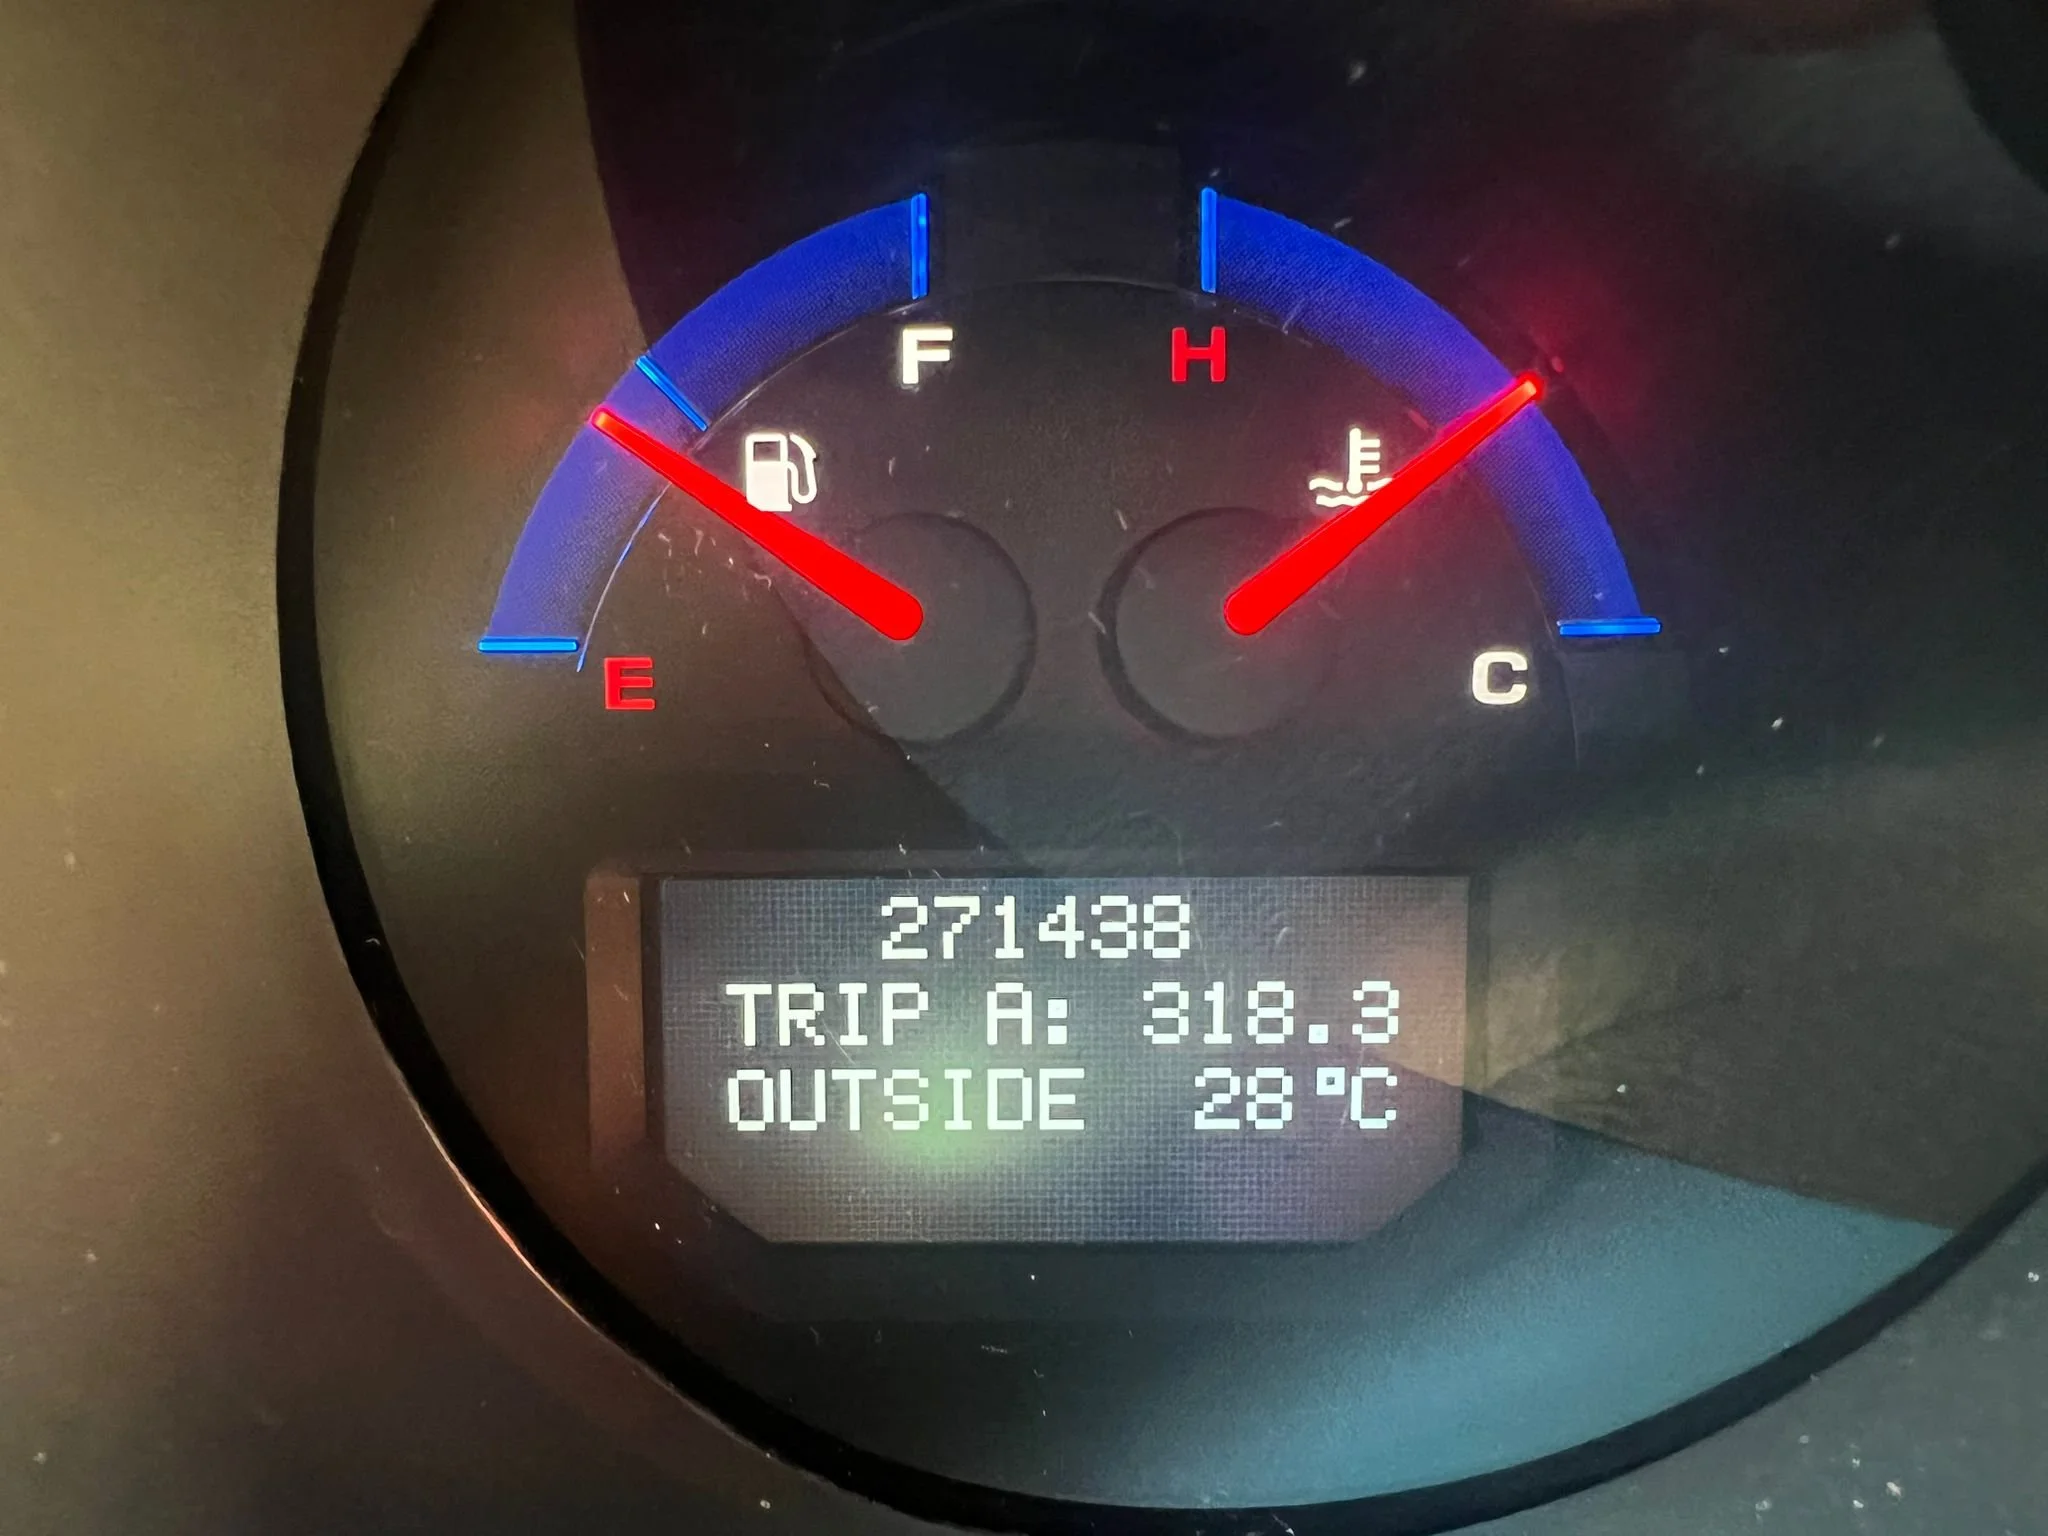 F H
E C
271438
TRIP A: 318.3
OUTSIDE 28°C